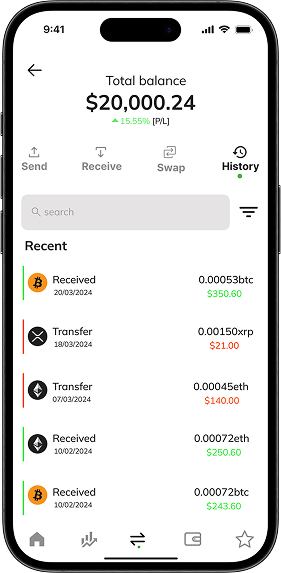 9:41
Total balance
$20,000.24
15.55% [P/L]
Send Receive Swap History
search
Recent
Received 0.00053btc
20/03/2024 $350.60
Transfer 0.00150xrp
18/03/2024 $21.00
Transfer 0.00045eth
07/03/2024 $140.00
Received 0.00072eth
10/02/2024 $250.60
Received 0.00072btc
10/02/2024 $243.60